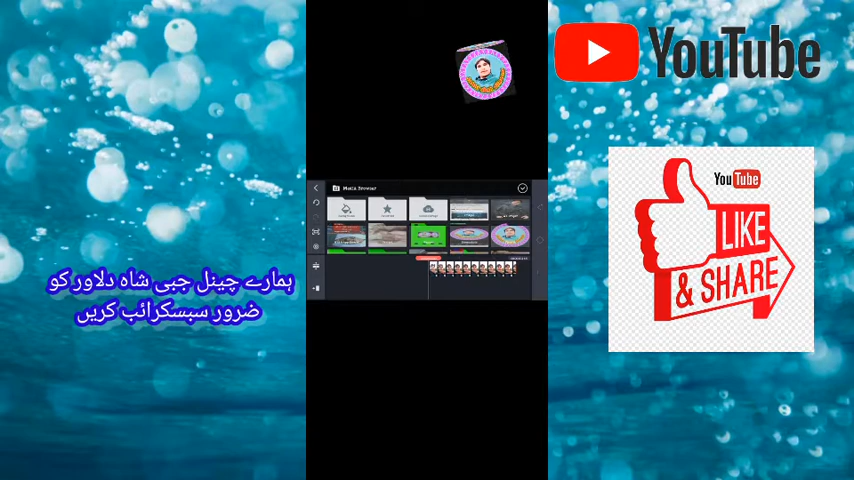 ہمارے چینل جبی شاہ دلاور کو
ضرور سبسکرائب کریں
Media Browser
YouTube
YouTube
LIKE
& SHARE